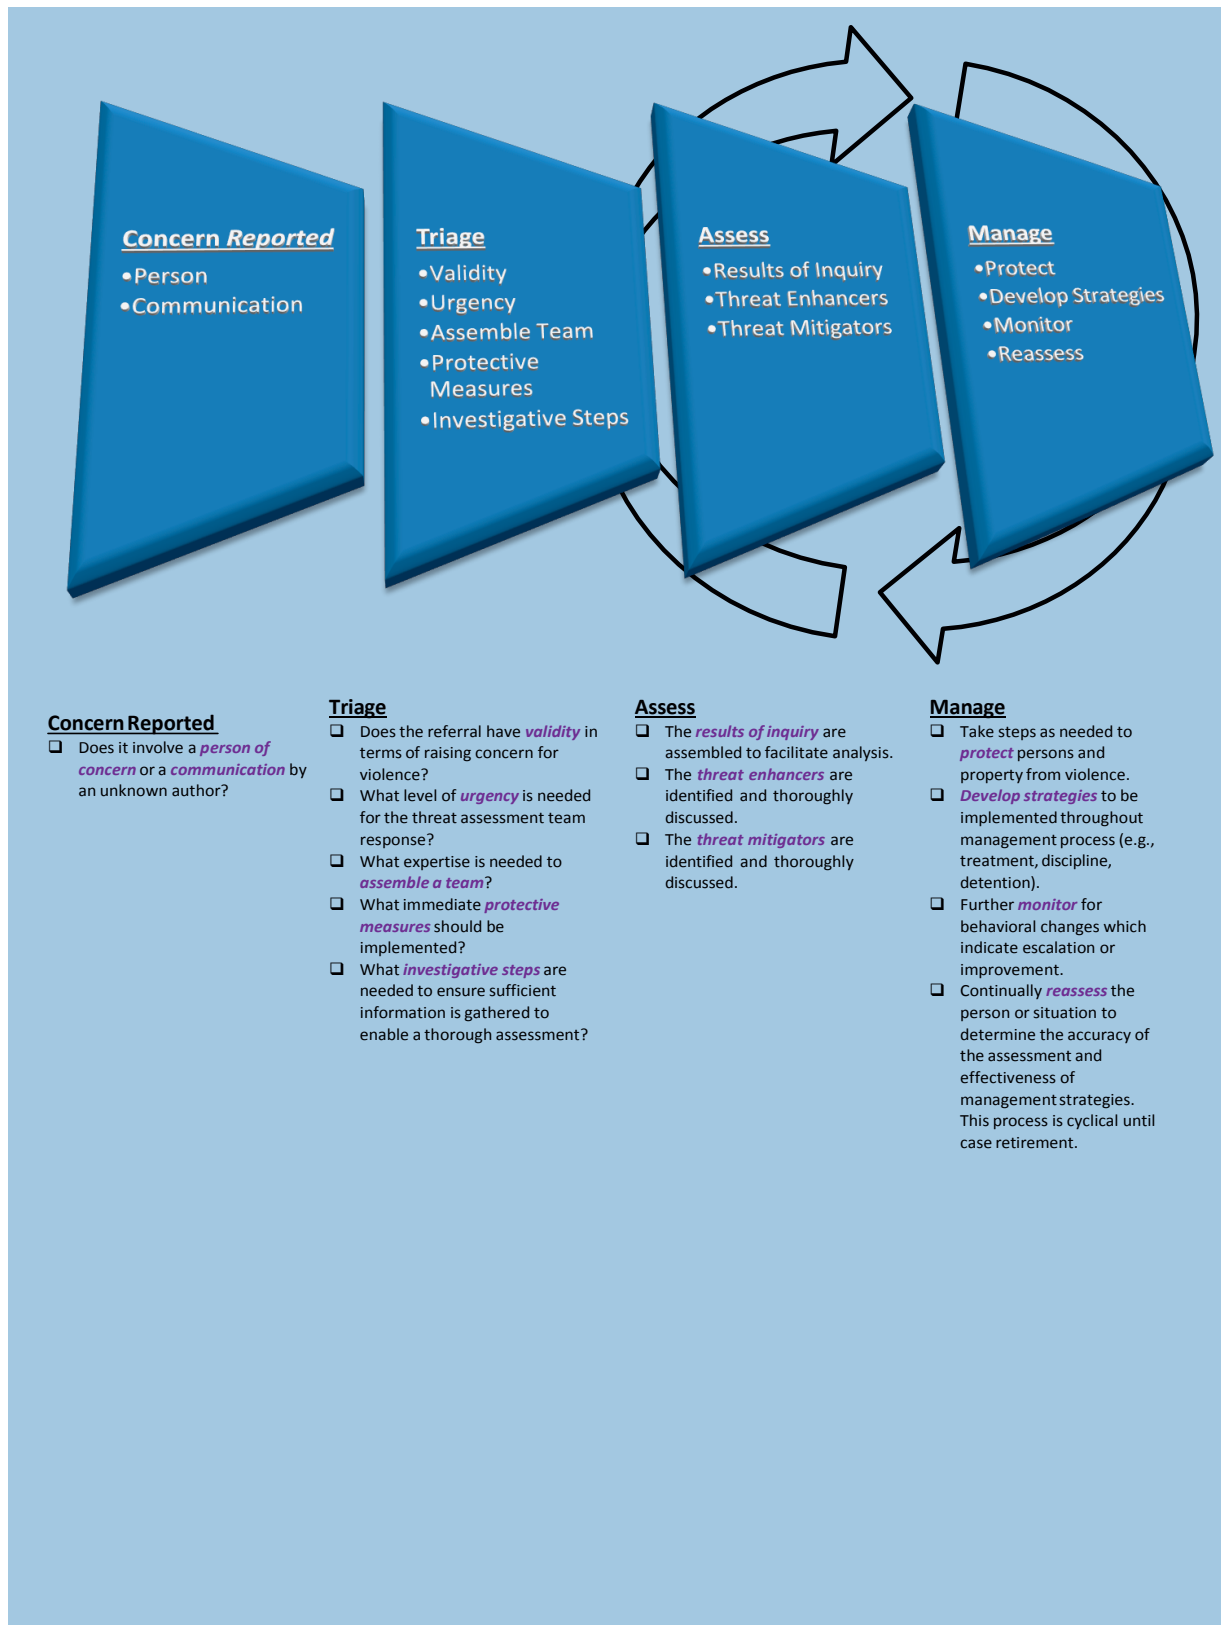 Concern Reported
•Person
•Communication
Triage
•Validity
•Urgency
•Assemble Team
•Protective
Measures
•Investigative Steps
Assess
•Results of Inquiry
•Threat Enhancers
•Threat Mitigators
Manage
•Protect
•Develop Strategies
•Monitor
•Reassess
Concern Reported
❑ Does it involve a person of
concern or a communication by
an unknown author?
Triage
❑ Does the referral have validity in
terms of raising concern for
violence?
❑ What level of urgency is needed
for the threat assessment team
response?
❑ What expertise is needed to
assemble a team?
❑ What immediate protective
measures should be
implemented?
❑ What investigative steps are
needed to ensure sufficient
information is gathered to
enable a thorough assessment?
Assess
❑ The results of inquiry are
assembled to facilitate analysis.
❑ The threat enhancers are
identified and thoroughly
discussed.
❑ The threat mitigators are
identified and thoroughly
discussed.
Manage
❑ Take steps as needed to
protect persons and
property from violence.
❑ Develop strategies to be
implemented throughout
management process (e.g.,
treatment, discipline,
detention).
❑ Further monitor for
behavioral changes which
indicate escalation or
improvement.
❑ Continually reassess the
person or situation to
determine the accuracy of
the assessment and
effectiveness of
management strategies.
This process is cyclical until
case retirement.